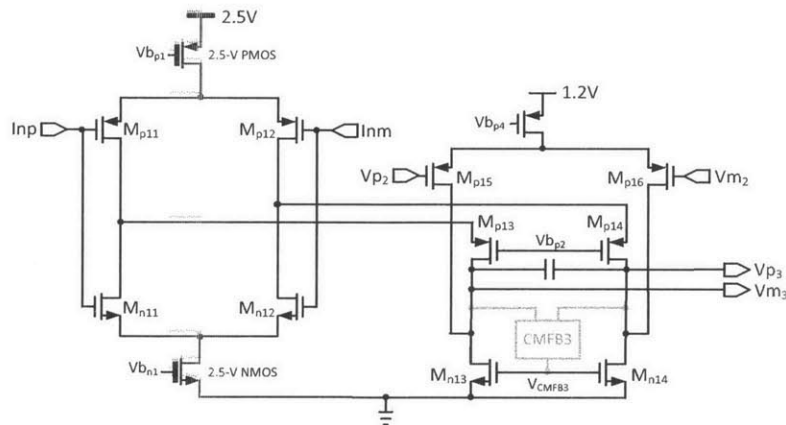 2.5V
Vbp1
2.5-V PMOS
Inp
Mp11
Mp12
Inm
1.2V
Vbp4
Vp2
Mp15
Mp16
Vm2
Mp13
Vbp2
Mp14
Vp3
Vm3
Mn11
Mn12
CMFB3
Vbn1
2.5-V NMOS
Mn13
VCMFB3
Mn14